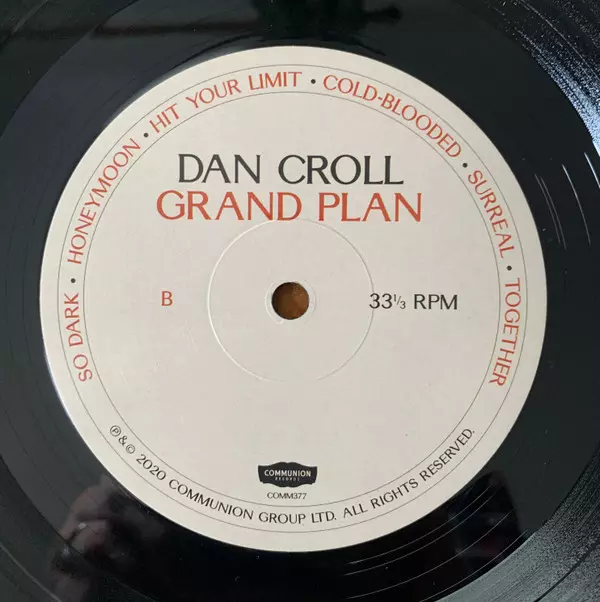 SO DARK • HONEYMOON • HIT YOUR LIMIT • COLD-BLOODED • SURREAL • TOGETHER
DAN CROLL
GRAND PLAN
B
33⅓ RPM
COMMUNION
RECORDS
COMM377
℗&© 2020 COMMUNION GROUP LTD. ALL RIGHTS RESERVED.